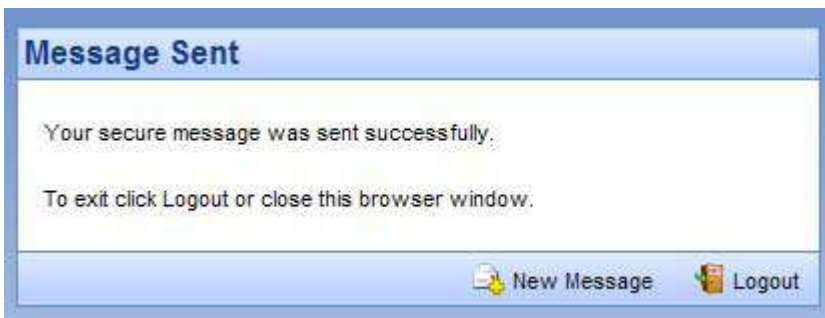 Message Sent
Your secure message was sent successfully.
To exit click Logout or close this browser window.
New Message Logout